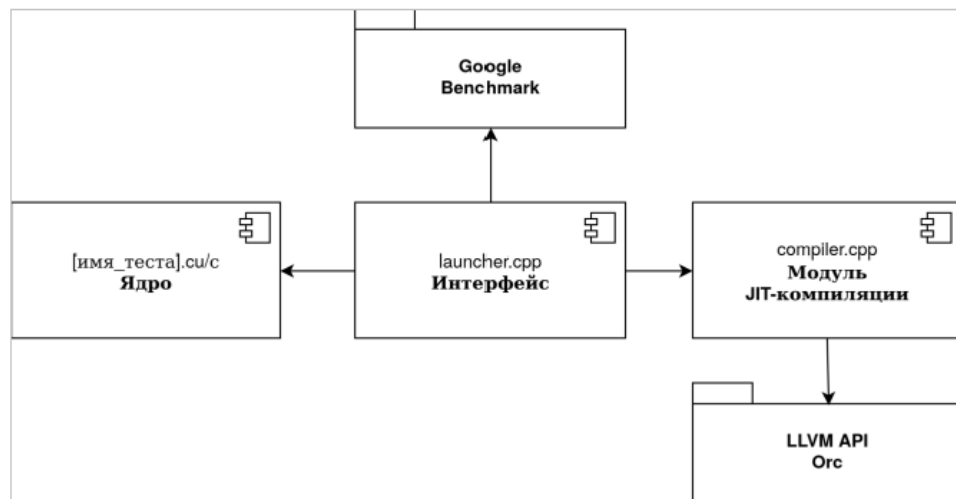 Google
Benchmark
[имя_теста].cu/c
Ядро
launcher.cpp
Интерфейс
compiler.cpp
Модуль
JIT-компиляции
LLVM API
Orc